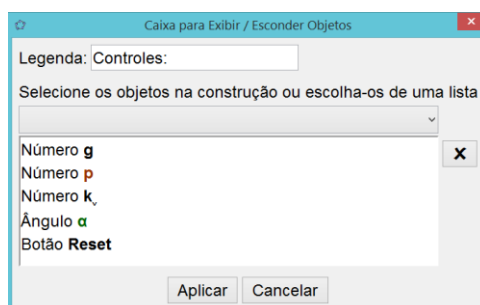 Caixa para Exibir / Esconder Objetos
Legenda: Controles:
Selecione os objetos na construção ou escolha-os de uma lista
Número g
Número p
Número kᵥ
Ângulo α
Botão Reset
Aplicar Cancelar